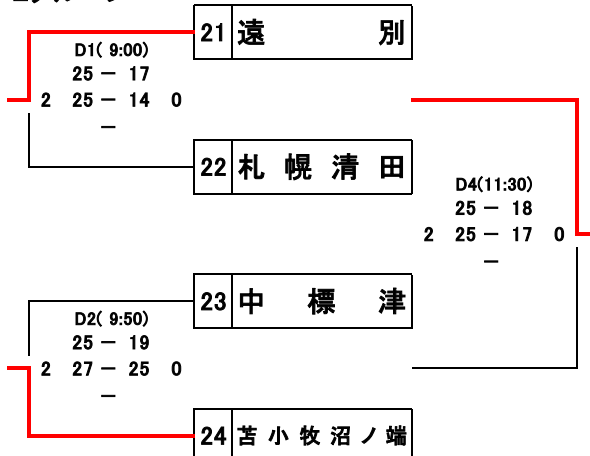 21 遠別
D1( 9:00)
25 － 17
2 25 － 14 0
－
22 札幌清田
D4(11:30)
25 － 18
2 25 － 17 0
－
23 中標津
D2( 9:50)
25 － 19
2 27 － 25 0
－
24 苫小牧沼ノ端